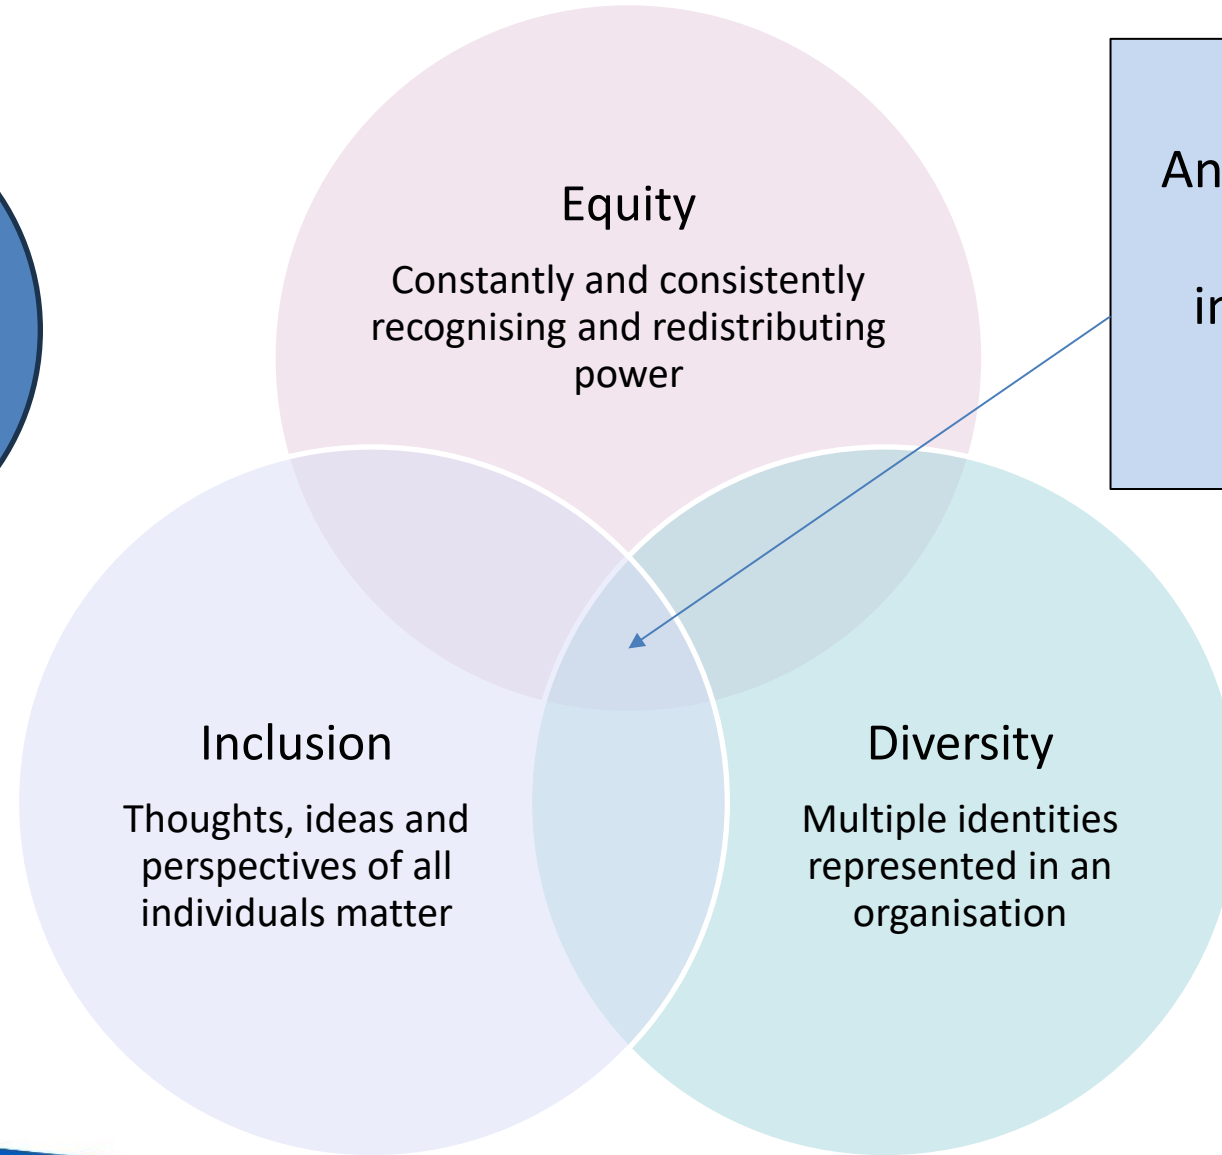 Equity
Constantly and consistently
recognising and redistributing
power
An
Inclusion
Thoughts, ideas and
perspectives of all
individuals matter
Diversity
Multiple identities
represented in an
organisation